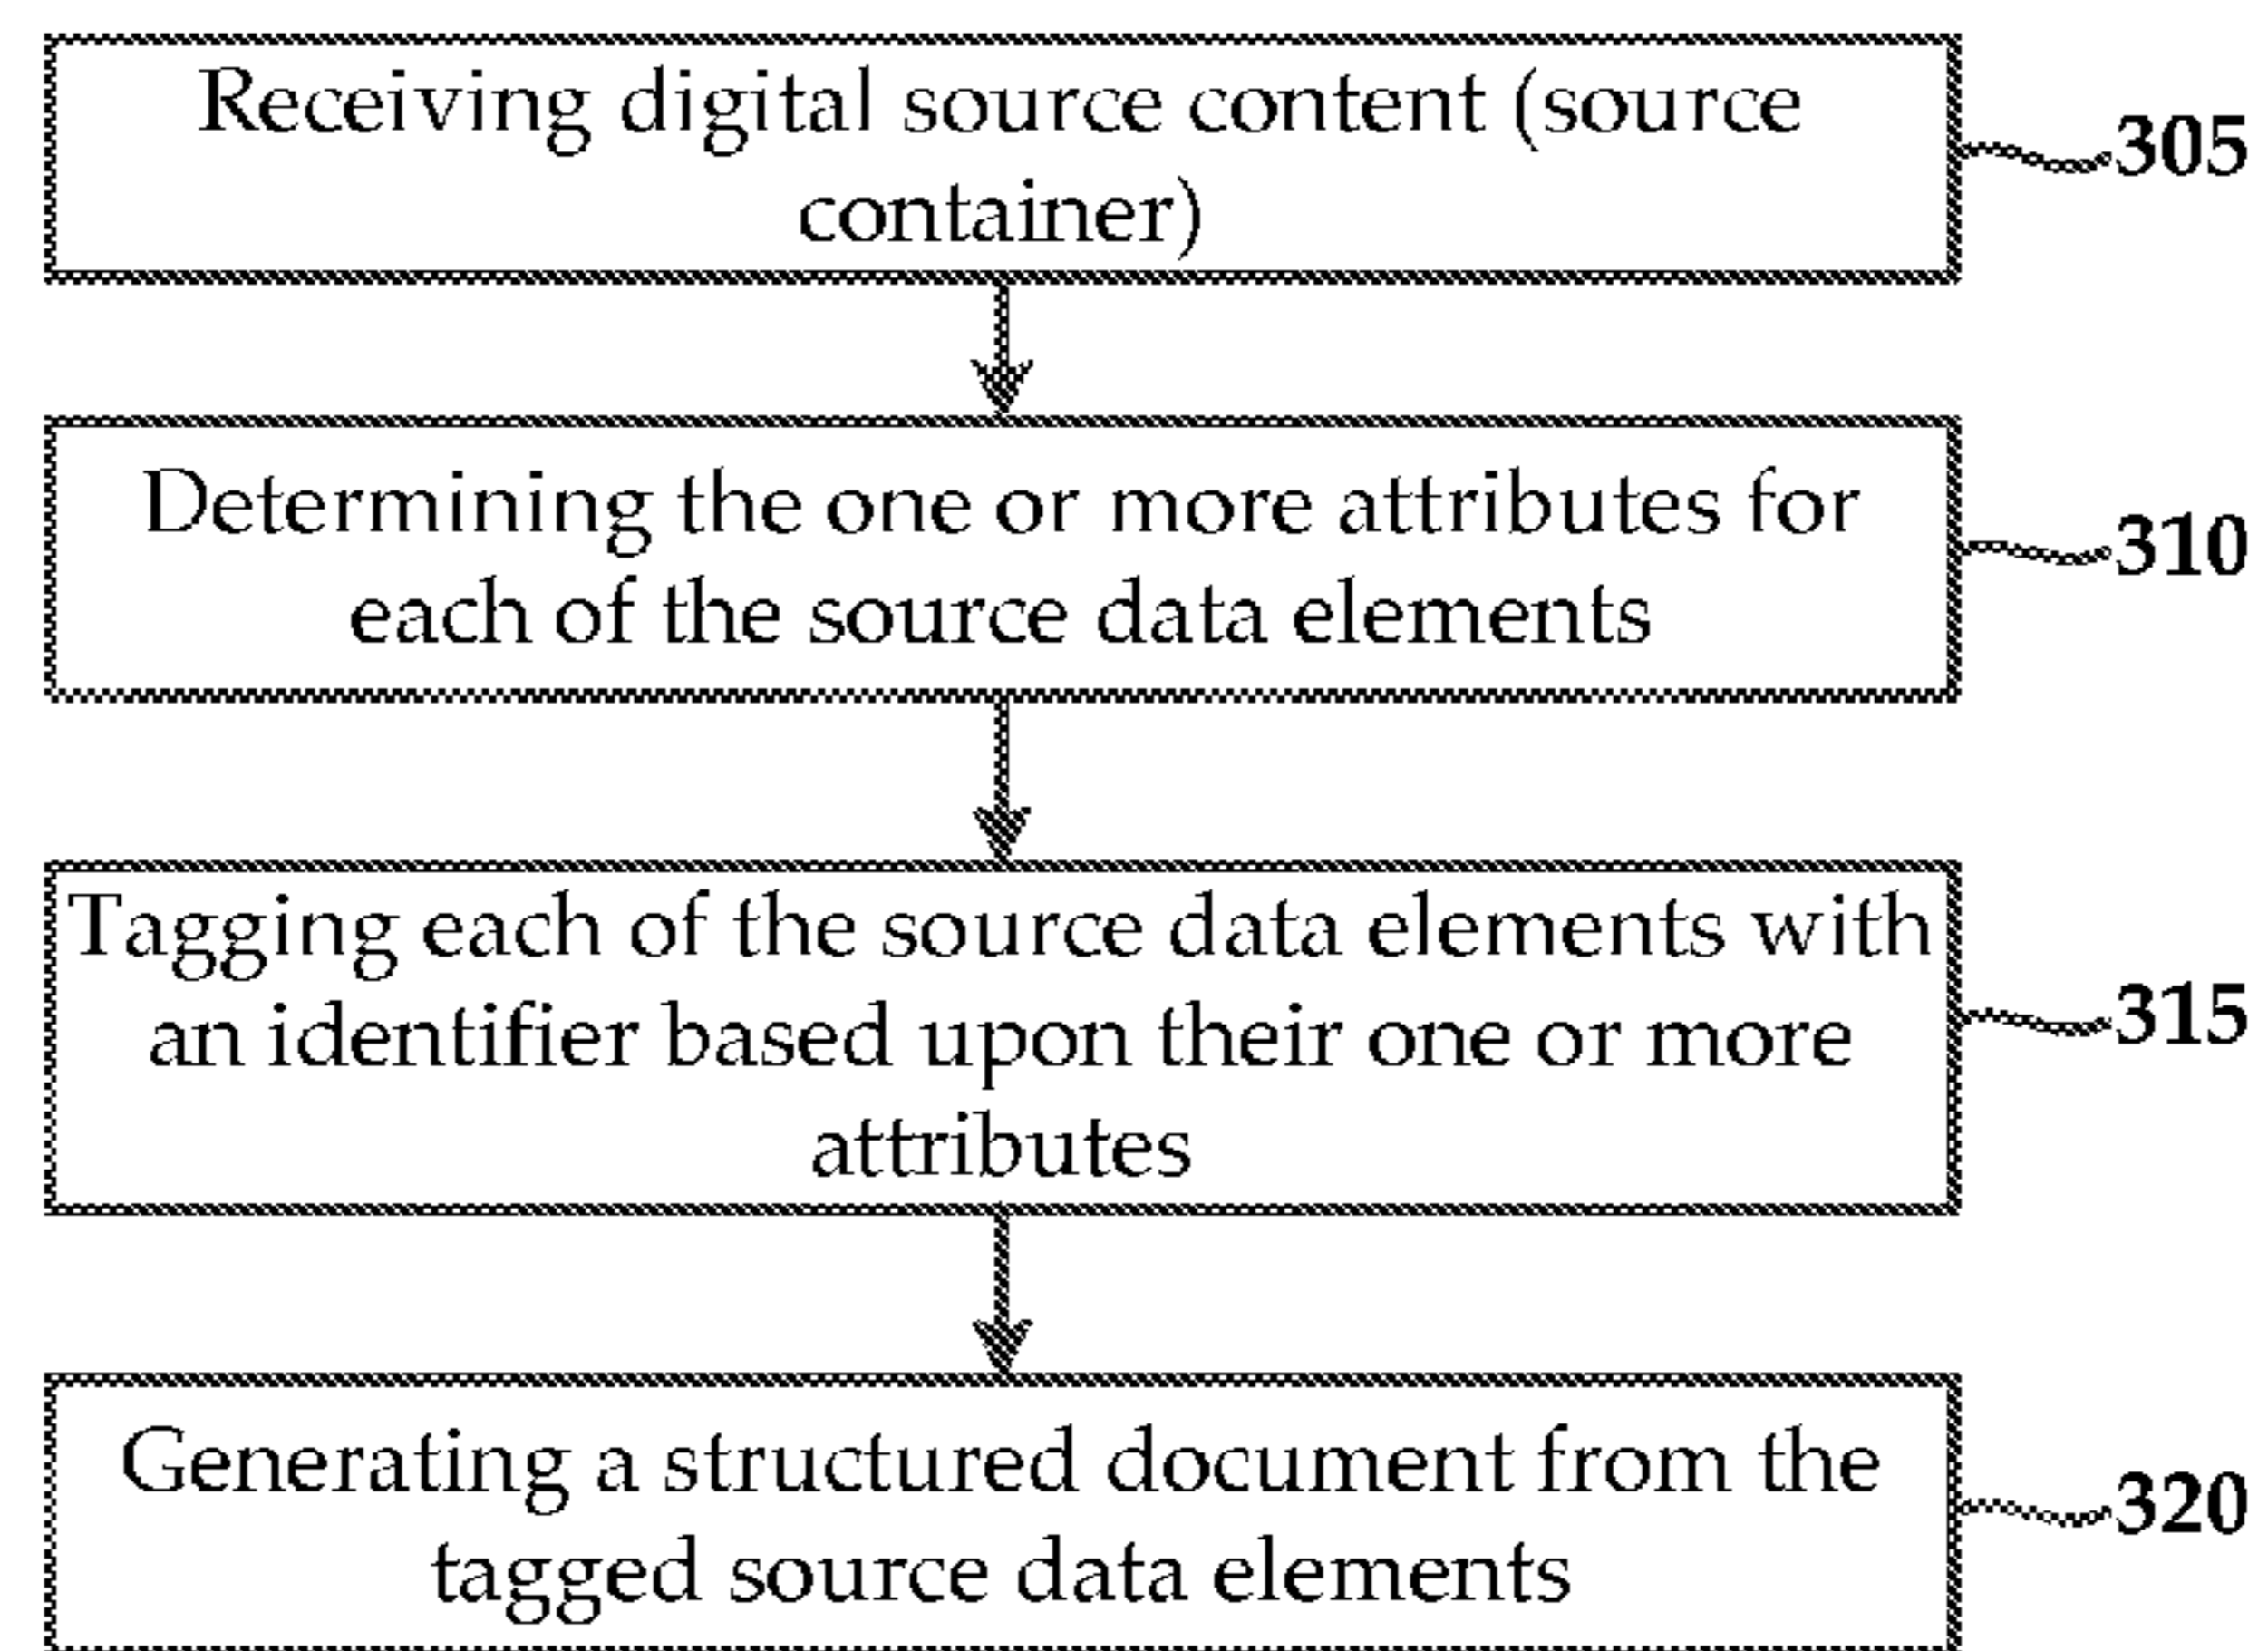 Receiving digital source content (source
container)
305
Determining the one or more attributes for
each of the source data elements
310
Tagging each of the source data elements with
an identifier based upon their one or more
attributes
315
Generating a structured document from the
tagged source data elements
320